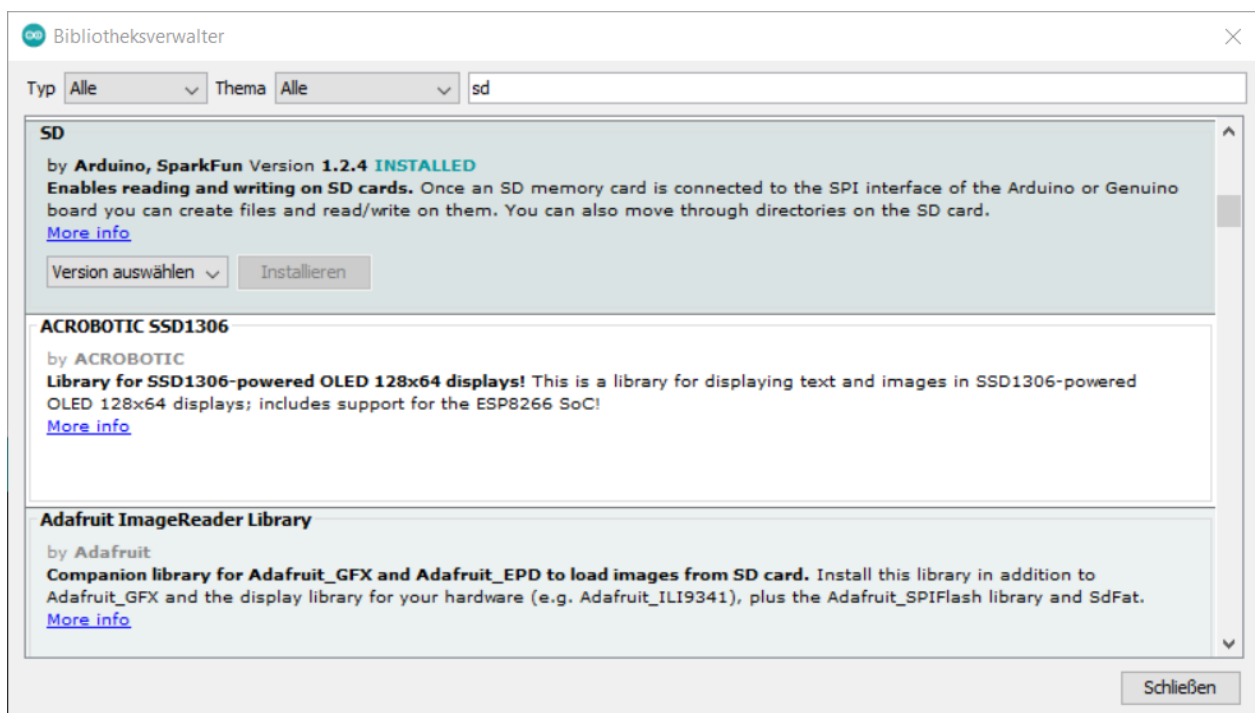 Bibliotheksverwalter
Typ Alle Thema Alle sd
SD
by Arduino, SparkFun Version 1.2.4 INSTALLED
Enables reading and writing on SD cards. Once an SD memory card is connected to the SPI interface of the Arduino or Genuino
board you can create files and read/write on them. You can also move through directories on the SD card.
More info
Version auswählen Installieren
ACROBOTIC SSD1306
by ACROBOTIC
Library for SSD1306-powered OLED 128x64 displays! This is a library for displaying text and images in SSD1306-powered
OLED 128x64 displays; includes support for the ESP8266 SoC!
More info
Adafruit ImageReader Library
by Adafruit
Companion library for Adafruit_GFX and Adafruit_EPD to load images from SD card. Install this library in addition to
Adafruit_GFX and the display library for your hardware (e.g. Adafruit_ILI9341), plus the Adafruit_SPIFlash library and SdFat.
More info
Schließen